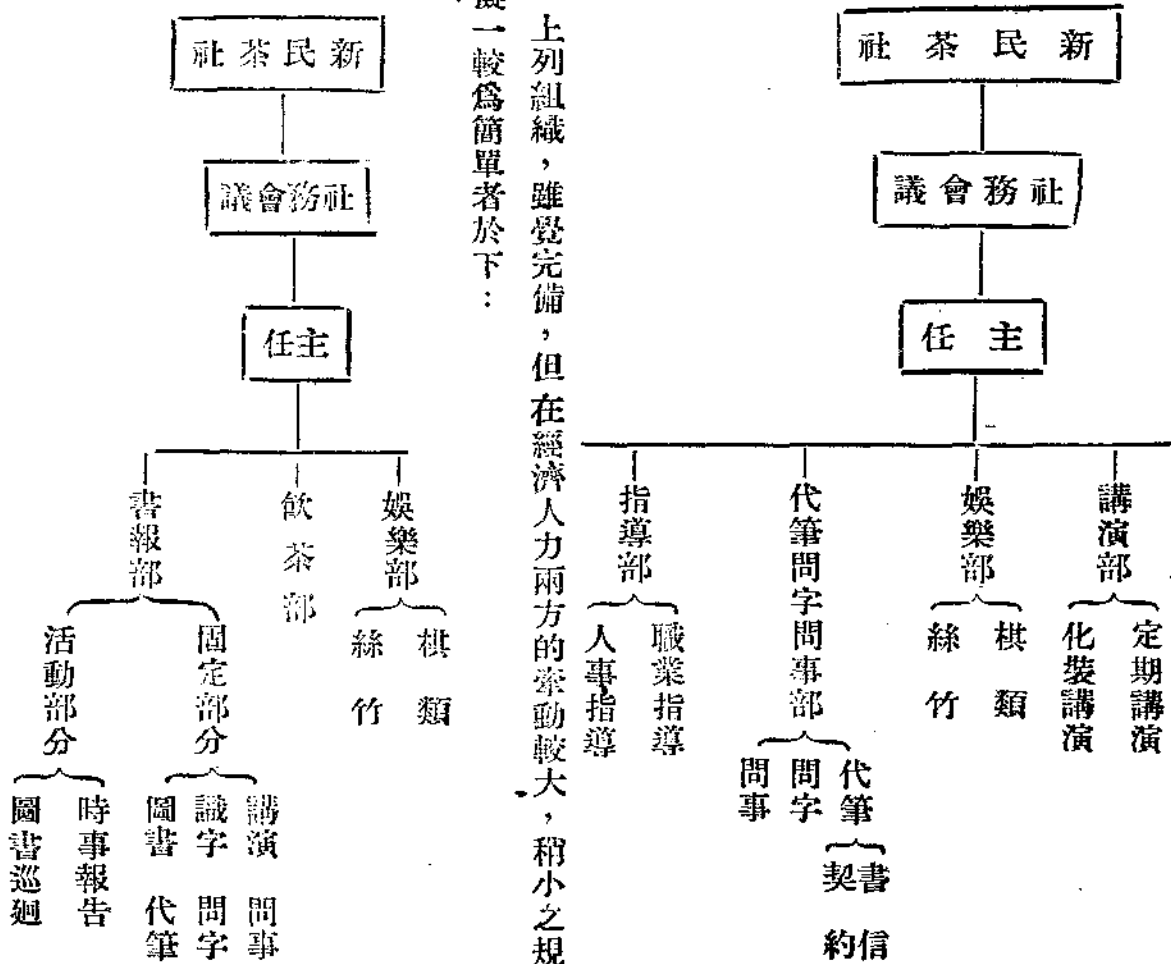 新民茶社
社務會議
主任
講演部
定期講演
化裝講演
娛樂部
棋類
絲竹
代筆問字問事部
代筆
書信
契約
問字
問事
指導部
職業指導
人事指導
上列組織，雖覺完備，但在經濟人力兩方的牽動較大，稍小之規
一較爲簡單者於下：
新民茶社
社務會議
主任
娛樂部
棋類
絲竹
飲茶部
書報部
固定部分
講演 問事
識字 問字
圖書 代筆
活動部分
時事報告
圖書巡廻